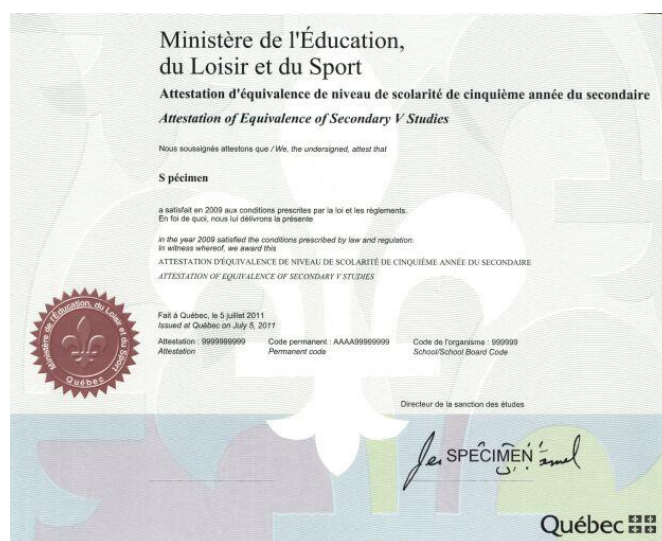 Ministère de l'Éducation,
du Loisir et du Sport
Attestation d'équivalence de niveau de scolarité de cinquième année du secondaire
Attestation of Equivalence of Secondary V Studies
Nous soussignés attestons que / We, the undersigned, attest that
S pécimen
a satisfait en 2009 aux conditions prescrites par la loi et les règlements.
En foi de quoi, nous lui délivrons la présente
in the year 2009 satisfied the conditions prescribed by law and regulation.
In witness whereof, we award this
ATTESTATION D'ÉQUIVALENCE DE NIVEAU DE SCOLARITÉ DE CINQUIÈME ANNÉE DU SECONDAIRE
ATTESTATION OF EQUIVALENCE OF SECONDARY V STUDIES
Ministère de l'Éducation, du Loisir et du Sport
Québec
Fait à Québec, le 5 juillet 2011
Issued at Québec on July 5, 2011
Attestation : 9999999999 Code permanent : AAAA99999999 Code de l'organisme : 999999
Attestation Permanent code School/School Board Code
Directeur de la sanction des études
SPÉCIMEN
Québec